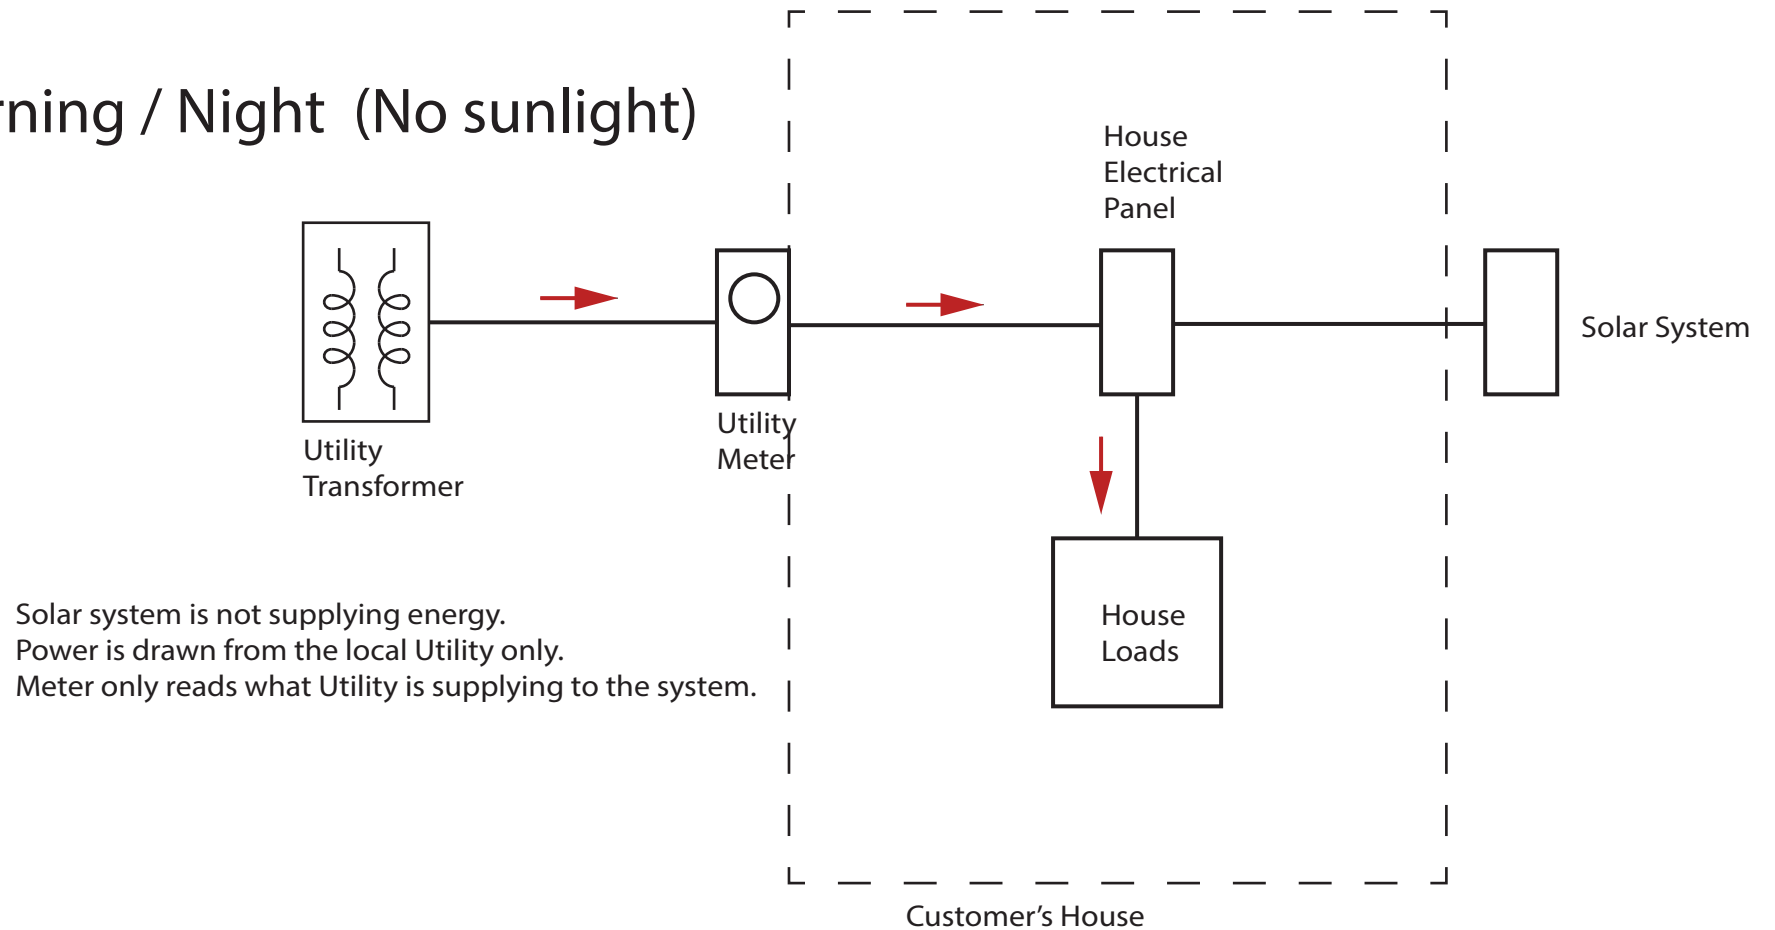 rning / Night (No sunlight)
House
Electrical
Panel
Solar System
Utility
Meter
Utility
Transformer
House
Loads
Solar system is not supplying energy.
Power is drawn from the local Utility only.
Meter only reads what Utility is supplying to the system.
Customer’s House